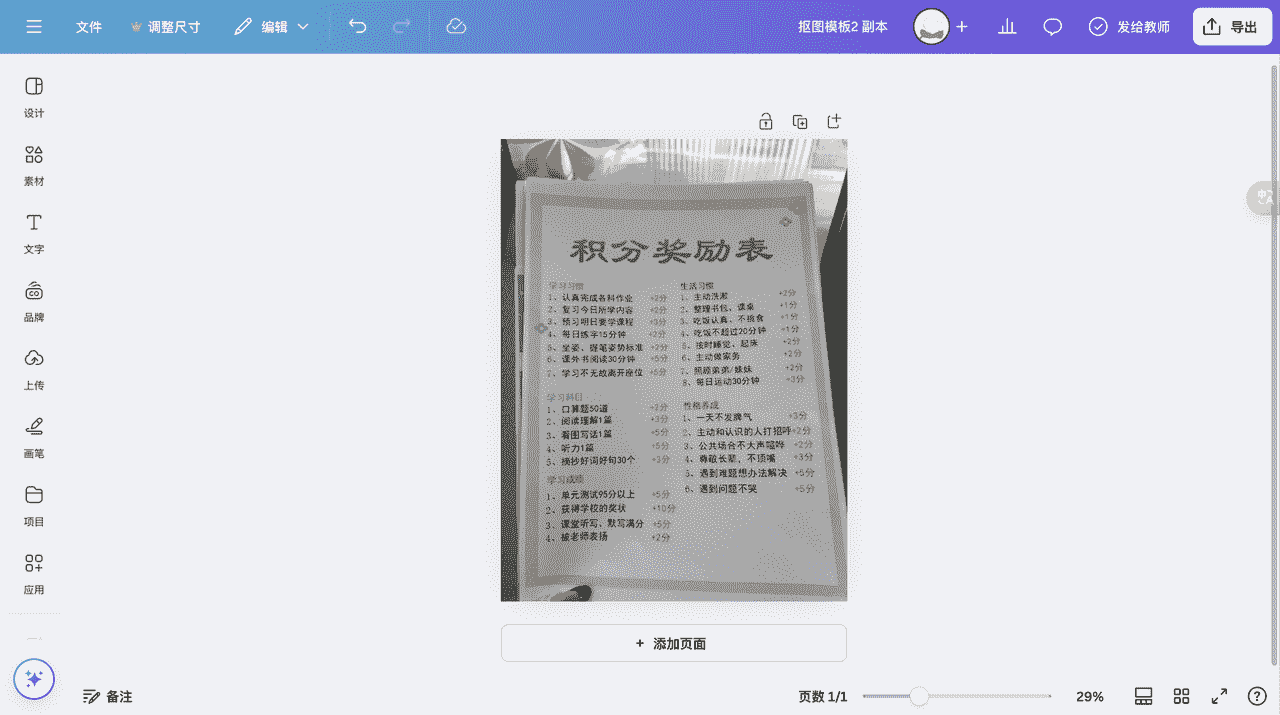 文件
调整尺寸
编辑
抠图模板2 副本
发给教师
导出
设计
素材
文字
品牌
上传
画笔
项目
应用
积分奖励表
学习习惯
1、认真完成各科作业 +2分
2、复习今日所学内容 +2分
3、预习明日要学课程 +3分
4、每日练字15分钟 +2分
5、坐姿、握笔姿势标准 +2分
6、课外书阅读30分钟 +5分
7、学习不无故离开座位 +5分
学习科目
1、口算题50道 +2分
2、阅读理解1篇 +3分
3、看图写话1篇 +5分
4、听力1篇 +5分
5、摘抄好词好句30个 +3分
学习成绩
1、单元测试95分以上 +5分
2、获得学校的奖状 +10分
3、课堂听写、默写满分 +5分
4、被老师表扬 +2分
生活习惯
1、主动洗漱 +2分
2、整理书包、课桌 +1分
3、吃饭认真、不挑食 +1分
4、吃饭不超过20分钟 +1分
5、按时睡觉、起床 +2分
6、主动做家务 +2分
7、照顾弟弟/妹妹 +2分
8、每日运动30分钟 +3分
性格养成
1、一天不发脾气 +3分
2、主动和认识的人打招呼 +2分
3、公共场合不大声喧哗 +2分
4、尊敬长辈，不顶嘴 +3分
5、遇到难题想办法解决 +5分
6、遇到问题不哭 +5分
+ 添加页面
备注
页数 1/1
29%